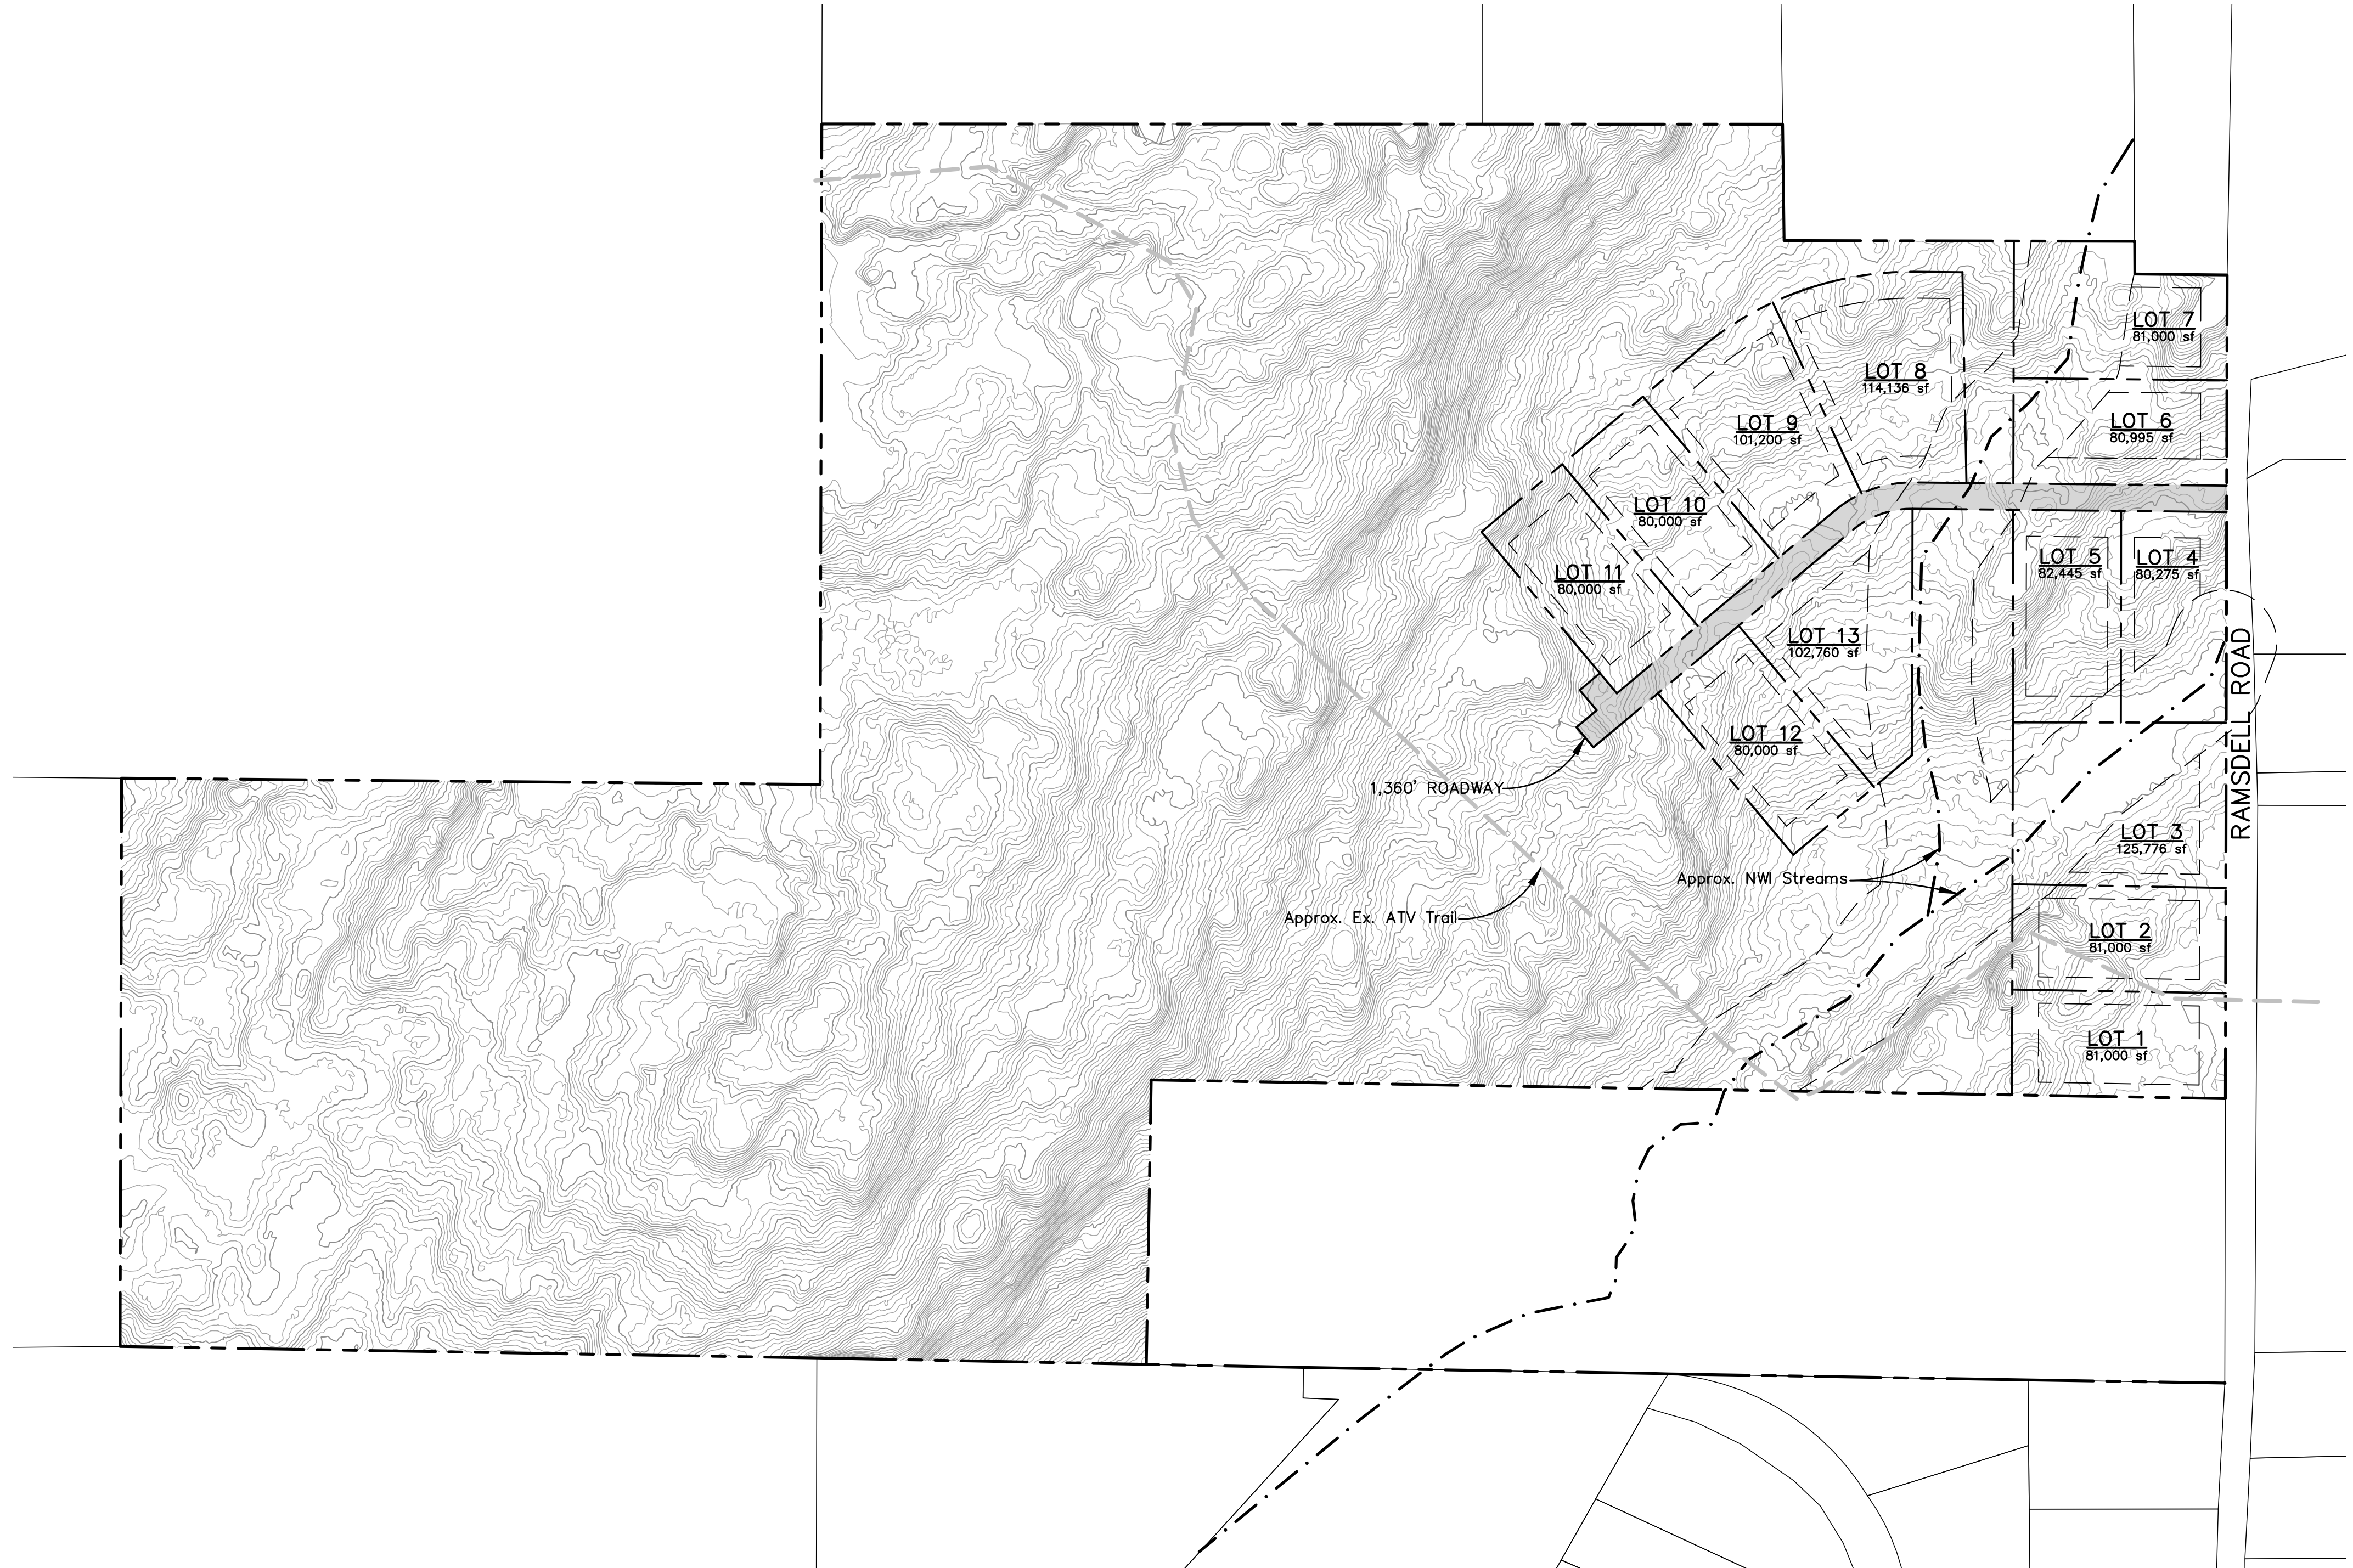 LOT 7
81,000 sf
LOT 8
114,136 sf
LOT 6
80,995 sf
LOT 9
101,200 sf
LOT 10
80,000 sf
LOT 5
82,445 sf
LOT 4
80,275 sf
LOT 11
80,000 sf
LOT 13
102,760 sf
LOT 12
80,000 sf
RAMSDELL ROAD
1,360' ROADWAY
LOT 3
125,776 sf
Approx. NWI Streams
Approx. Ex. ATV Trail
LOT 2
81,000 sf
LOT 1
81,000 sf